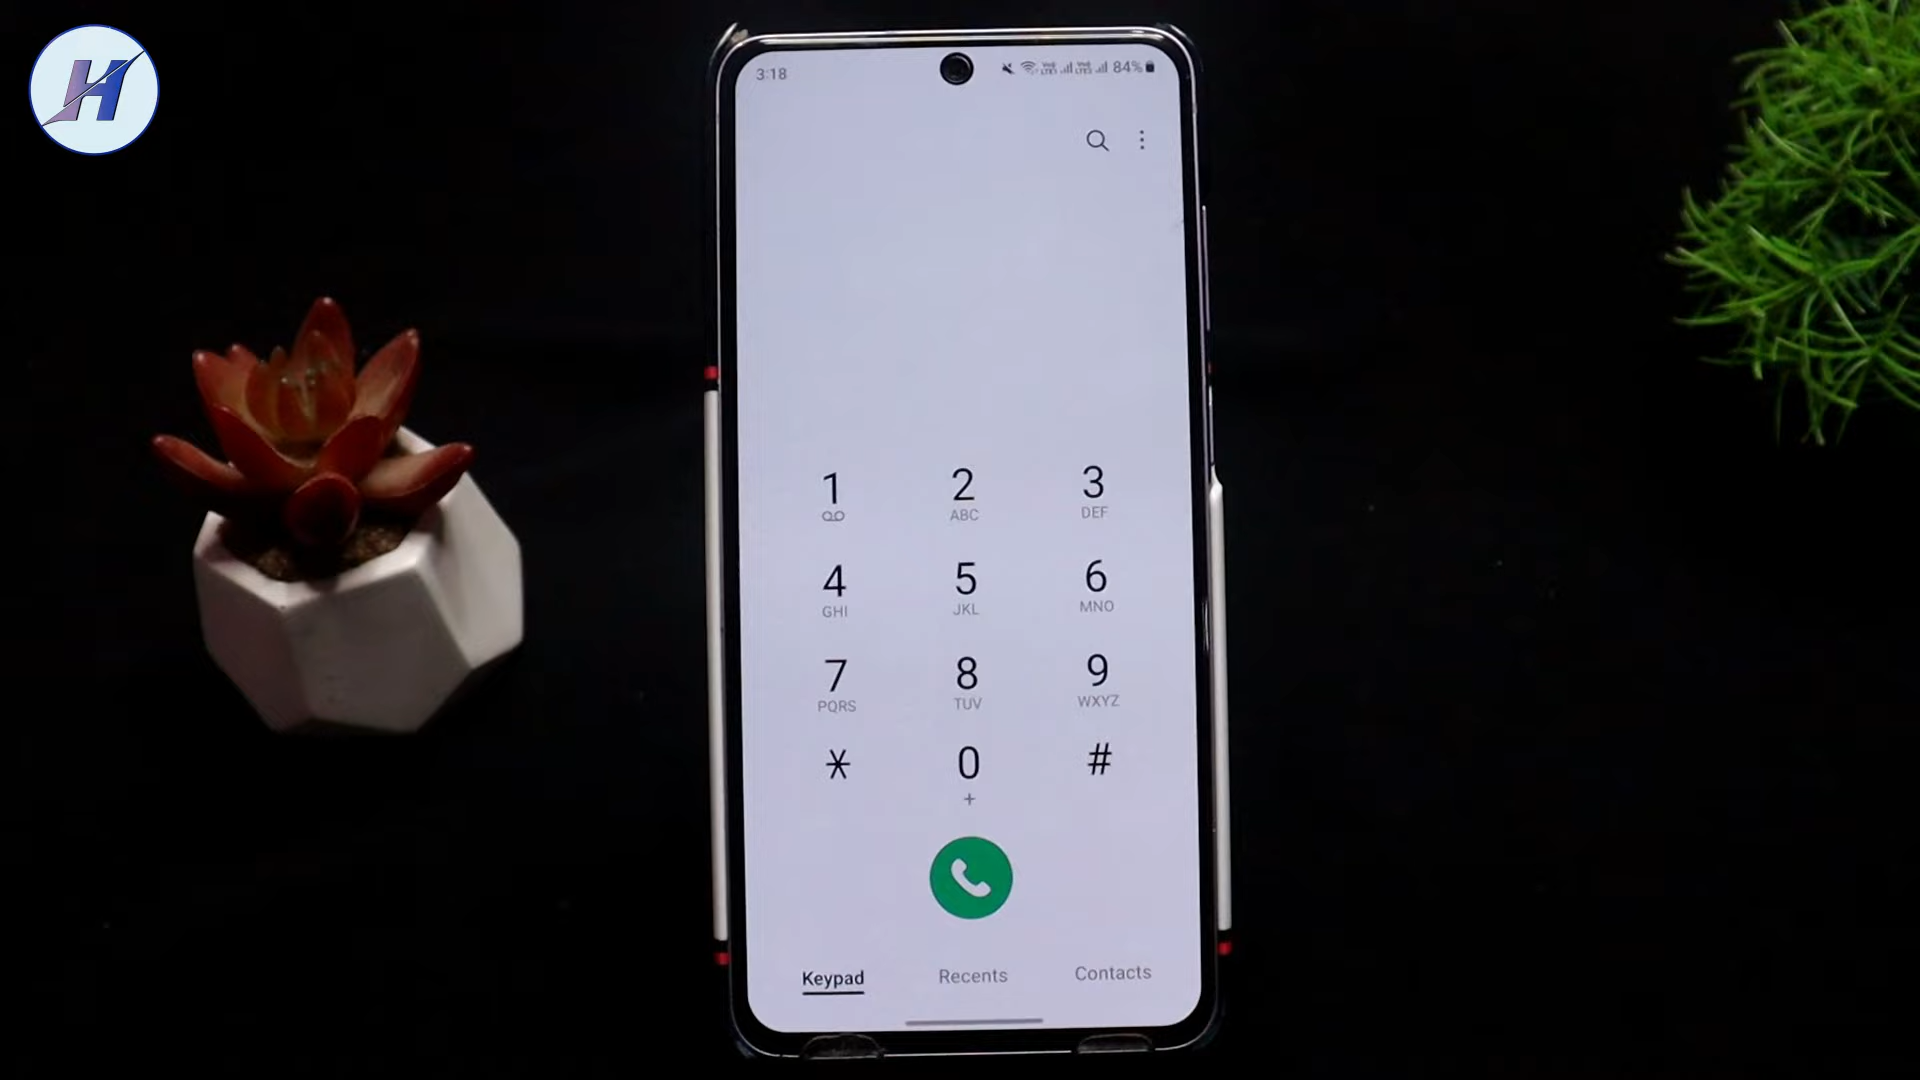 H
3:18
84%
1
2
ABC
3
DEF
4
GHI
5
JKL
6
MNO
7
PQRS
8
TUV
9
WXYZ
*
0
+
#
Keypad
Recents
Contacts